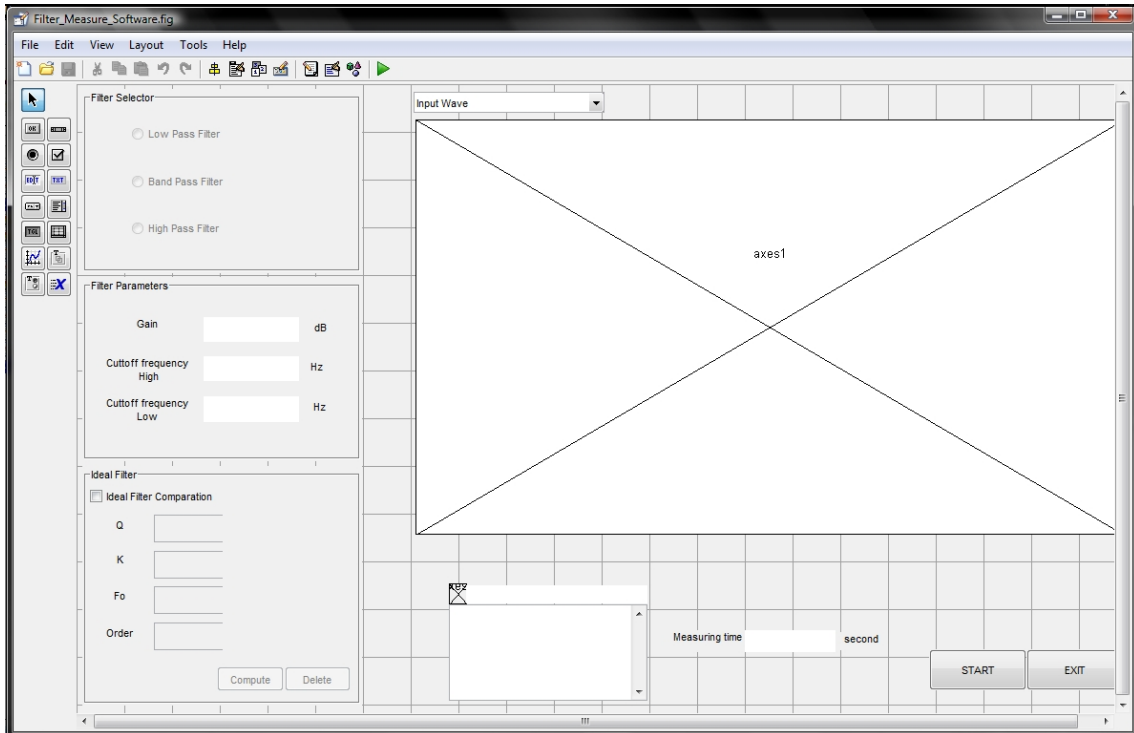 Filter_Measure_Software.fig
File Edit View Layout Tools Help
Filter Selector
Low Pass Filter
Band Pass Filter
High Pass Filter
Filter Parameters
Gain dB
Cuttoff frequency
High
Hz
Cuttoff frequency
Low
Hz
Ideal Filter
Ideal Filter Comparation
Q
K
Fo
Order
Compute Delete
Input Wave
axes1
Measuring time second
START EXIT